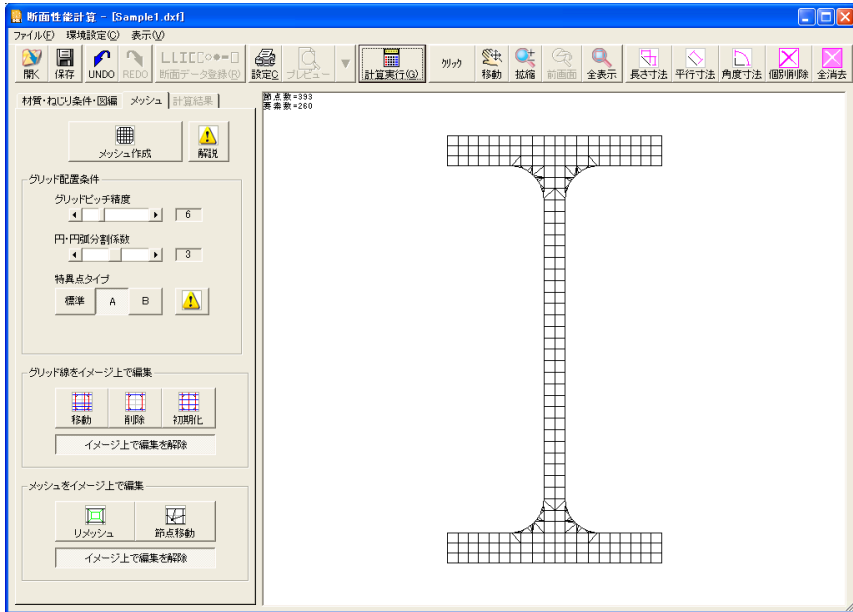 断面性能計算 - [Sample1.dxf]
ファイル(F) 環境設定(C) 表示(V)
開く 保存 UNDO REDO 断面データ登録(R) 設定C プレビュー 計算実行(G) クリック 移動 拡縮 前画面 全表示 長さ寸法 平行寸法 角度寸法 個別削除 全消去
材質・ねじり条件・図編 メッシュ 計算結果
節点数=393
要素数=260
メッシュ作成 解説
グリッド配置条件
グリッドピッチ精度
6
円・円弧分割係数
3
特異点タイプ
標準 A B
グリッド線をイメージ上で編集
移動 削除 初期化
イメージ上で編集を解除
メッシュをイメージ上で編集
リメッシュ 節点移動
イメージ上で編集を解除